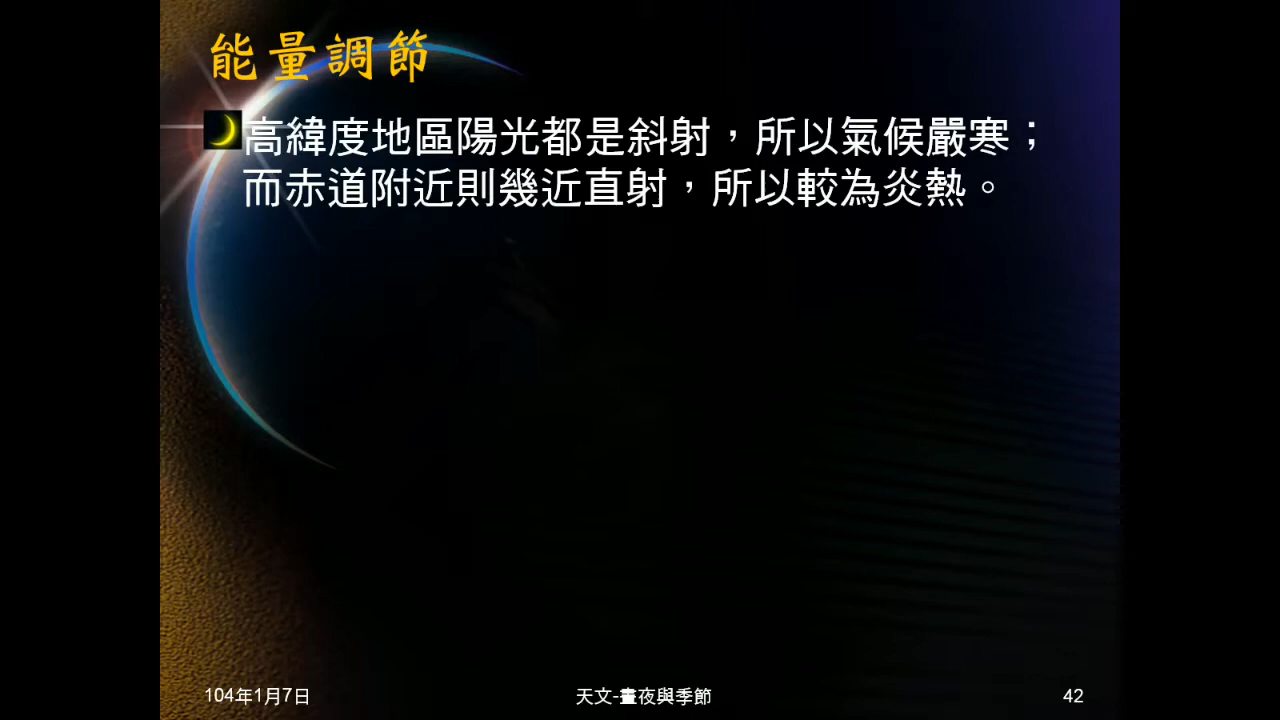 能量調節
高緯度地區陽光都是斜射，所以氣候嚴寒；
而赤道附近則幾近直射，所以較為炎熱。
104年1月7日
天文-晝夜與季節
42